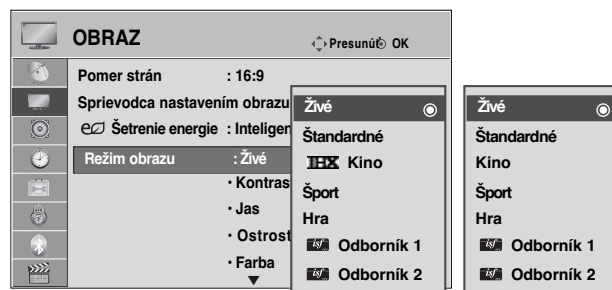 OBRAZ
Presunúť OK
Pomer strán : 16:9
Sprievodca nastavením obrazu
eco Šetrenie energie : Inteligen
Režim obrazu : Živé
• Kontras
• Jas
• Ostrost
• Farba
Živé
Štandardné
THX Kino
Šport
Hra
isf Odborník 1
isf Odborník 2
Živé
Štandardné
Kino
Šport
Hra
isf Odborník 1
isf Odborník 2